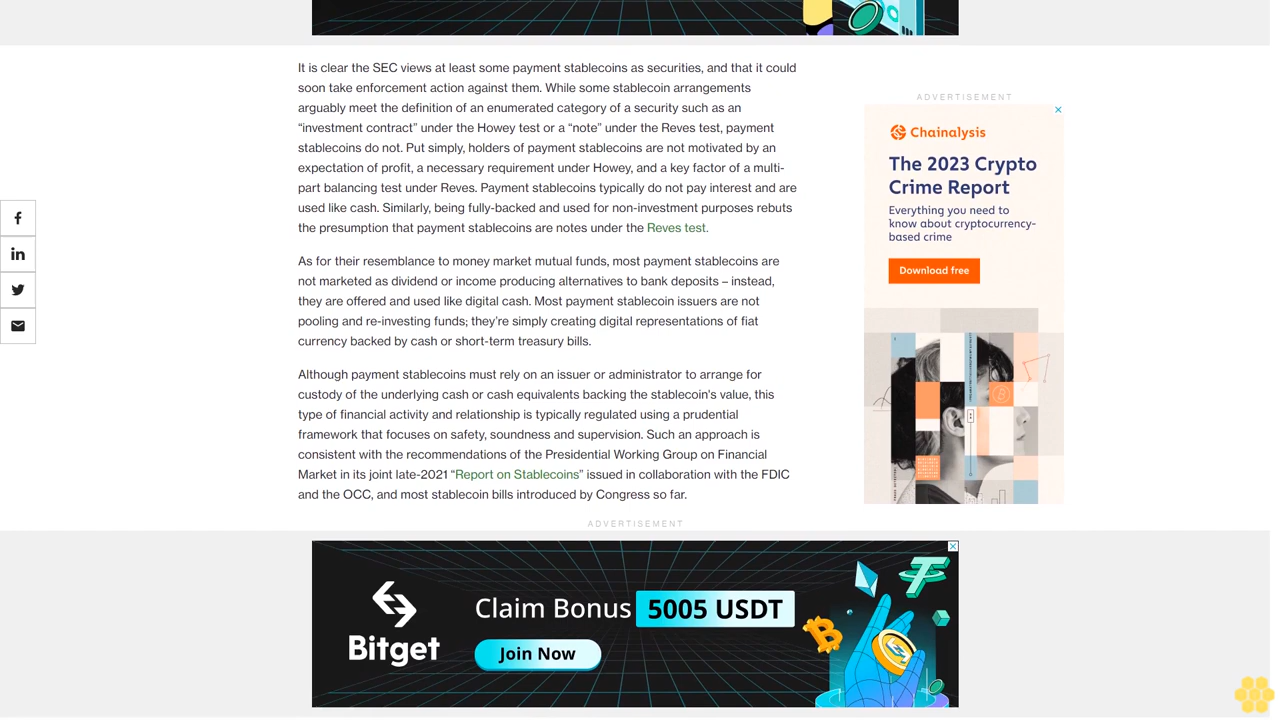 It is clear the SEC views at least some payment stablecoins as securities, and that it could
soon take enforcement action against them. While some stablecoin arrangements
arguably meet the definition of an enumerated category of a security such as an
“investment contract” under the Howey test or a “note” under the Reves test, payment
stablecoins do not. Put simply, holders of payment stablecoins are not motivated by an
expectation of profit, a necessary requirement under Howey, and a key factor of a multi-
part balancing test under Reves. Payment stablecoins typically do not pay interest and are
used like cash. Similarly, being fully-backed and used for non-investment purposes rebuts
the presumption that payment stablecoins are notes under the Reves test.
As for their resemblance to money market mutual funds, most payment stablecoins are
not marketed as dividend or income producing alternatives to bank deposits – instead,
they are offered and used like digital cash. Most payment stablecoin issuers are not
pooling and re-investing funds; they’re simply creating digital representations of fiat
currency backed by cash or short-term treasury bills.
Although payment stablecoins must rely on an issuer or administrator to arrange for
custody of the underlying cash or cash equivalents backing the stablecoin's value, this
type of financial activity and relationship is typically regulated using a prudential
framework that focuses on safety, soundness and supervision. Such an approach is
consistent with the recommendations of the Presidential Working Group on Financial
Market in its joint late-2021 “Report on Stablecoins” issued in collaboration with the FDIC
and the OCC, and most stablecoin bills introduced by Congress so far.
ADVERTISEMENT
Chainalysis
The 2023 Crypto
Crime Report
Everything you need to
know about cryptocurrency-
based crime
Download free
ADVERTISEMENT
Bitget
Claim Bonus 5005 USDT
Join Now